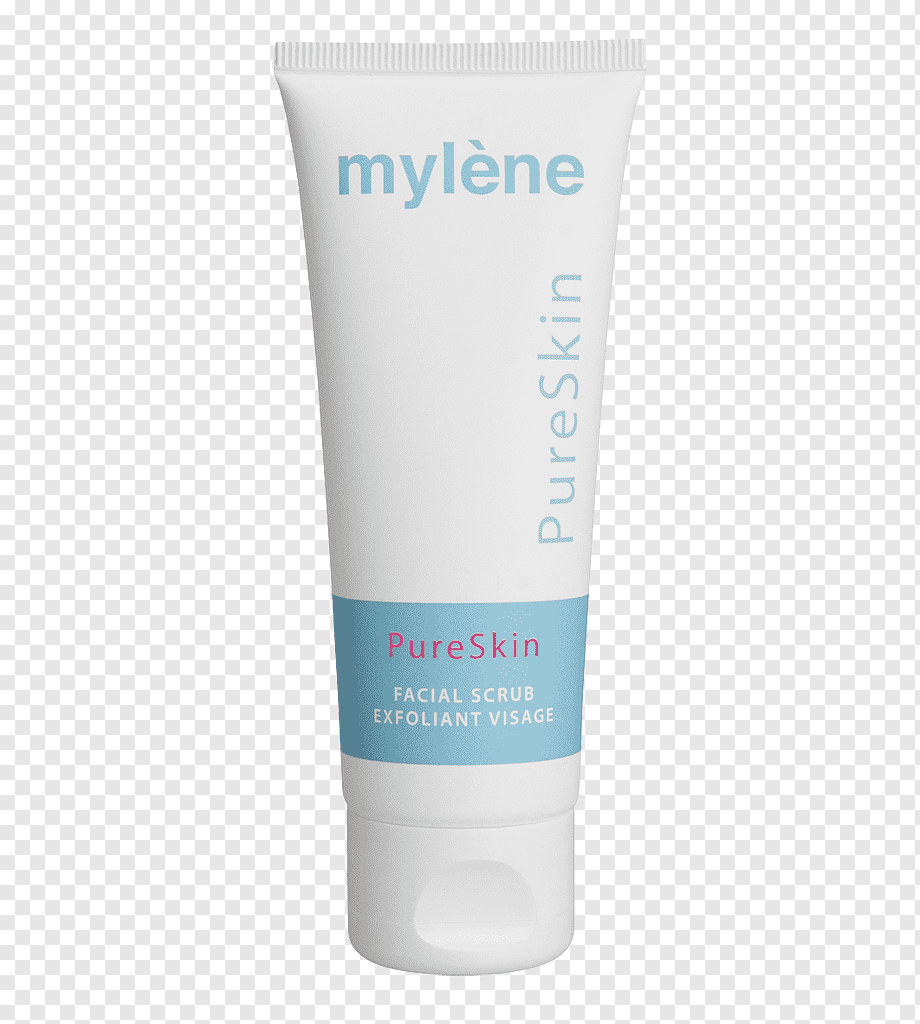 mylène
PureSkin
PureSkin
FACIAL SCRUB
EXFOLIANT VISAGE